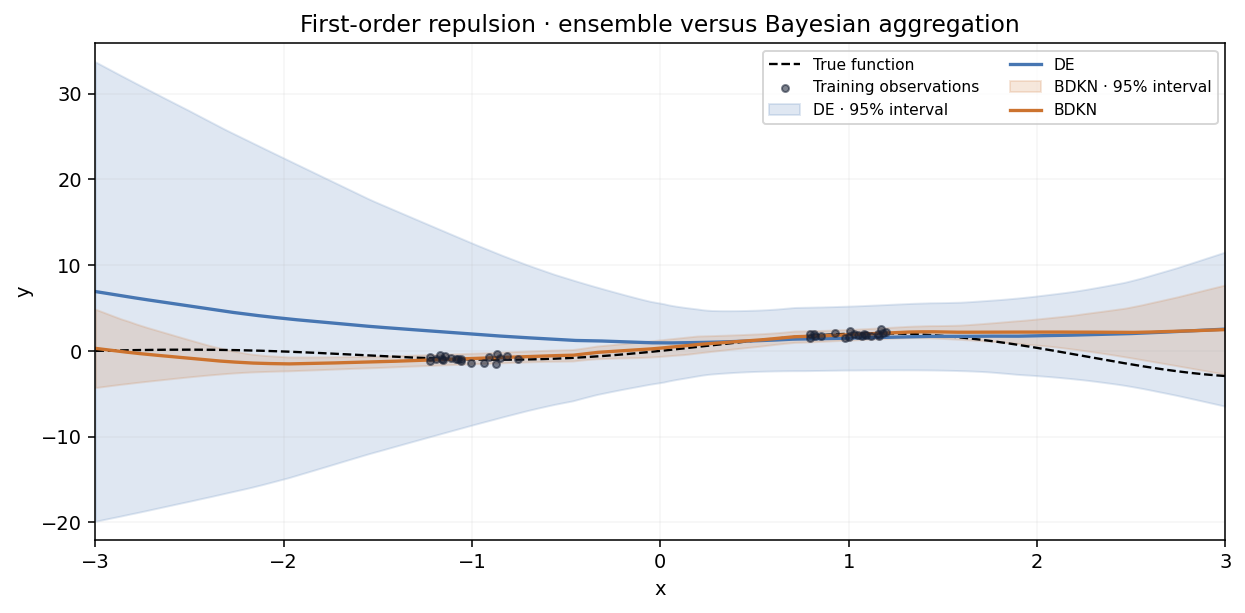 First-order repulsion · ensemble versus Bayesian aggregation
True function
Training observations
DE · 95% interval
DE
BDKN · 95% interval
BDKN
y
30
20
10
0
−10
−20
−3
−2
−1
0
1
2
3
x